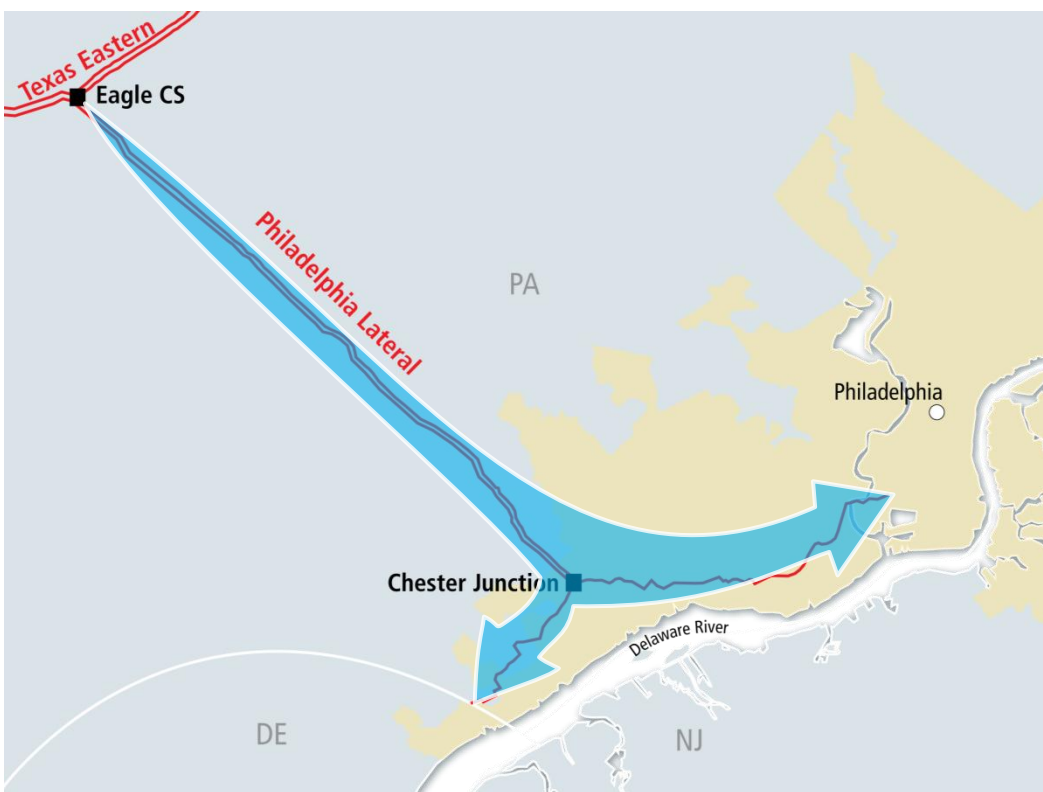 Texas Eastern
Eagle CS
Philadelphia Lateral
PA
Philadelphia
Chester Junction
Delaware River
DE
NJ